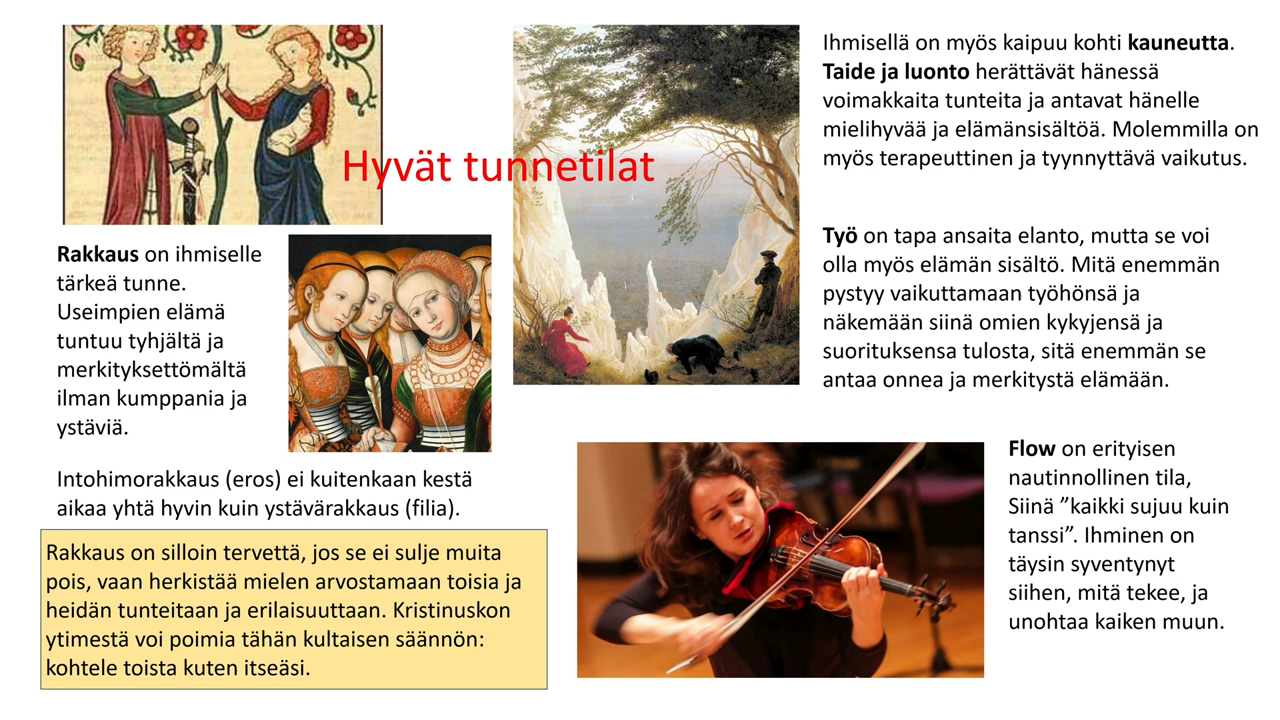 Hyvät tunnetilat
Rakkaus on ihmiselle
tärkeä tunne.
Useimpien elämä
tuntuu tyhjältä ja
merkityksettömältä
ilman kumppania ja
ystäviä.
Intohimorakkaus (eros) ei kuitenkaan kestä
aikaa yhtä hyvin kuin ystävärakkaus (filia).
Rakkaus on silloin tervettä, jos se ei sulje muita
pois, vaan herkistää mielen arvostamaan toisia ja
heidän tunteitaan ja erilaisuuttaan. Kristinuskon
ytimestä voi poimia tähän kultaisen säännön:
kohtele toista kuten itseäsi.
Ihmisellä on myös kaipuu kohti kauneutta.
Taide ja luonto herättävät hänessä
voimakkaita tunteita ja antavat hänelle
mielihyvää ja elämänsisältöä. Molemmilla on
myös terapeuttinen ja tyynnyttävä vaikutus.
Työ on tapa ansaita elanto, mutta se voi
olla myös elämän sisältö. Mitä enemmän
pystyy vaikuttamaan työhönsä ja
näkemään siinä omien kykyjensä ja
suorituksensa tulosta, sitä enemmän se
antaa onnea ja merkitystä elämään.
Flow on erityisen
nautinnollinen tila,
Siinä ”kaikki sujuu kuin
tanssi”. Ihminen on
täysin syventynyt
siihen, mitä tekee, ja
unohtaa kaiken muun.